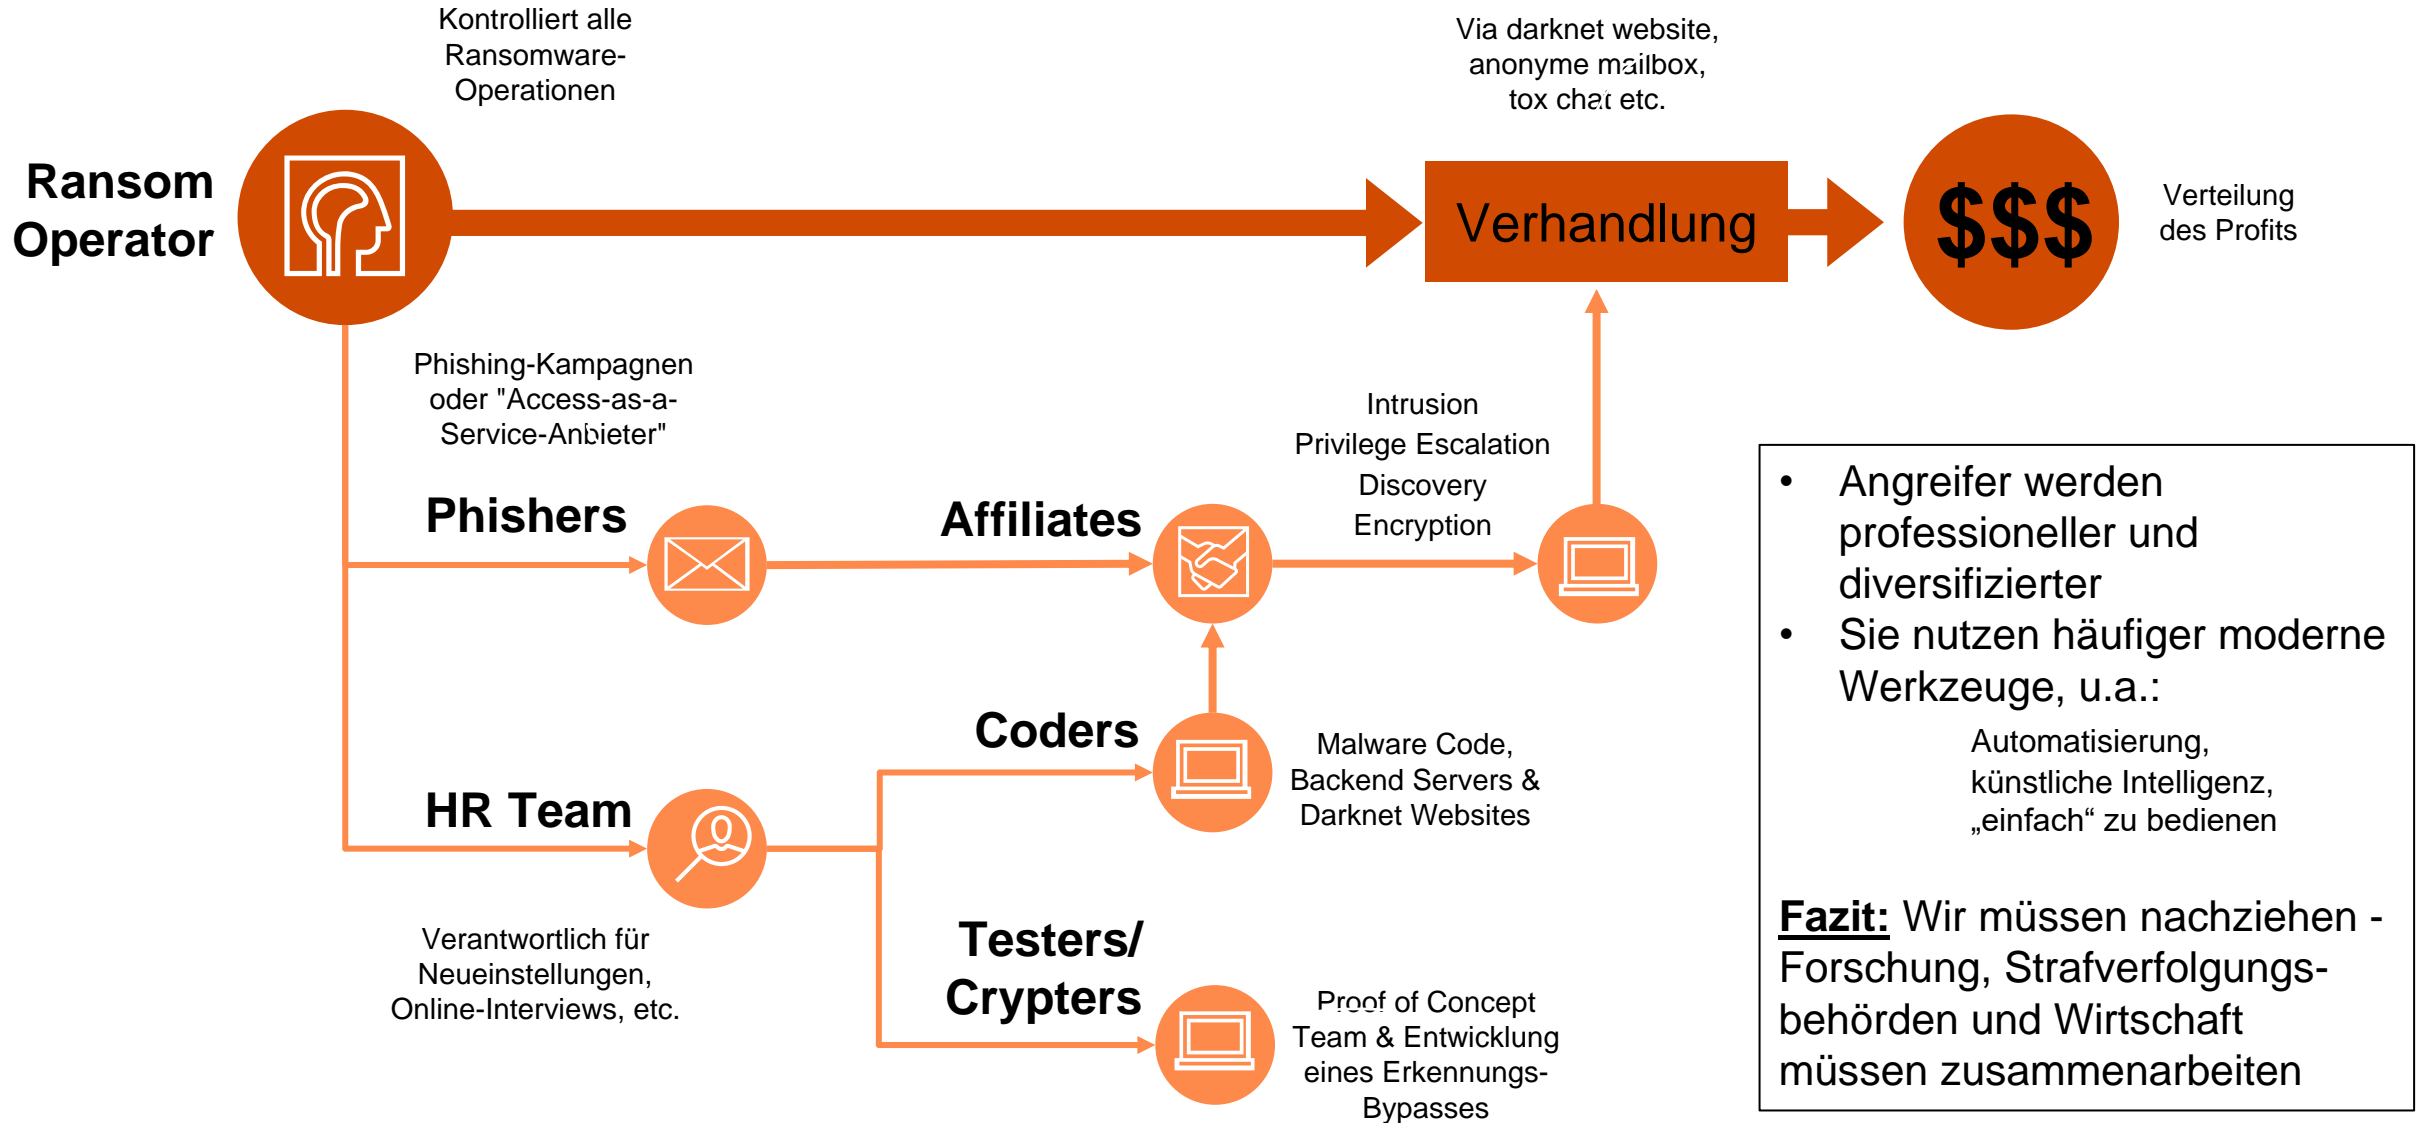 Kontrolliert alle
Ransomware-
Operationen
Via darknet website,
anonyme mailbox,
tox chat etc.
Ransom
Operator
Verhandlung
$$$
Verteilung
des Profits
Phishing-Kampagnen
oder "Access-as-a-
Service-Anbieter"
Intrusion
Privilege Escalation
Discovery
Encryption
Phishers
Affiliates
Coders
Malware Code,
Backend Servers &
Darknet Websites
HR Team
Verantwortlich für
Neueinstellungen,
Online-Interviews, etc.
Testers/
Crypters
Proof of Concept
Team & Entwicklung
eines Erkennungs-
Bypasses
• Angreifer werden
professioneller und
diversifizierter
• Sie nutzen häufiger moderne
Werkzeuge, u.a.:
Automatisierung,
künstliche Intelligenz,
„einfach“ zu bedienen
Fazit: Wir müssen nachziehen -
Forschung, Strafverfolgungs-
behörden und Wirtschaft
müssen zusammenarbeiten